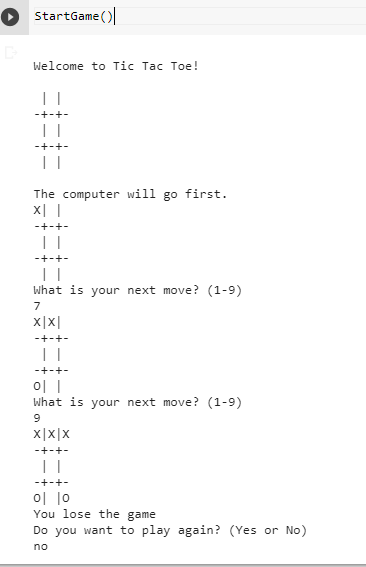 StartGame()
Welcome to Tic Tac Toe!
 | |
-+-+-
 | |
-+-+-
 | |
The computer will go first.
X| |
-+-+-
 | |
-+-+-
 | |
What is your next move? (1-9)
7
X|X|
-+-+-
 | |
-+-+-
O| |
What is your next move? (1-9)
9
X|X|X
-+-+-
 | |
-+-+-
O| |O
You lose the game
Do you want to play again? (Yes or No)
no